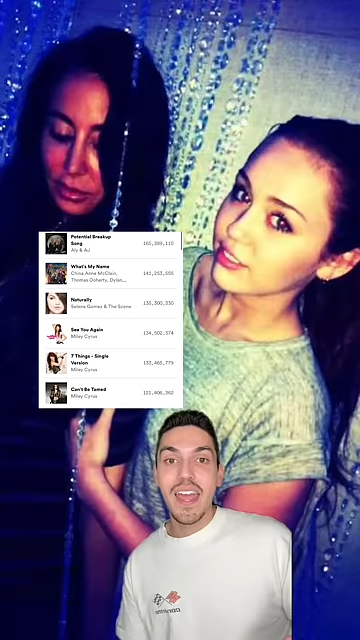 Potential Breakup
Song
Aly & AJ
165,389,110
What's My Name
China Anne McClain,
Thomas Doherty, Dylan...
141,253,555
Naturally
Selena Gomez & The Scene
135,300,330
See You Again
Miley Cyrus
134,502,374
7 Things - Single
Version
Miley Cyrus
133,465,779
Can't Be Tamed
Miley Cyrus
121,406,362